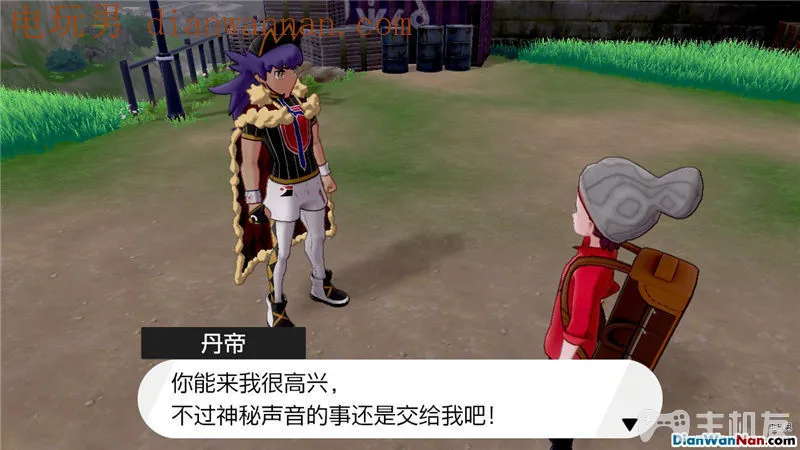 电玩男 dianwannan.com
丹帝
你能来我很高兴，
不过神秘声音的事还是交给我吧！
主机友
DianWanNan.com